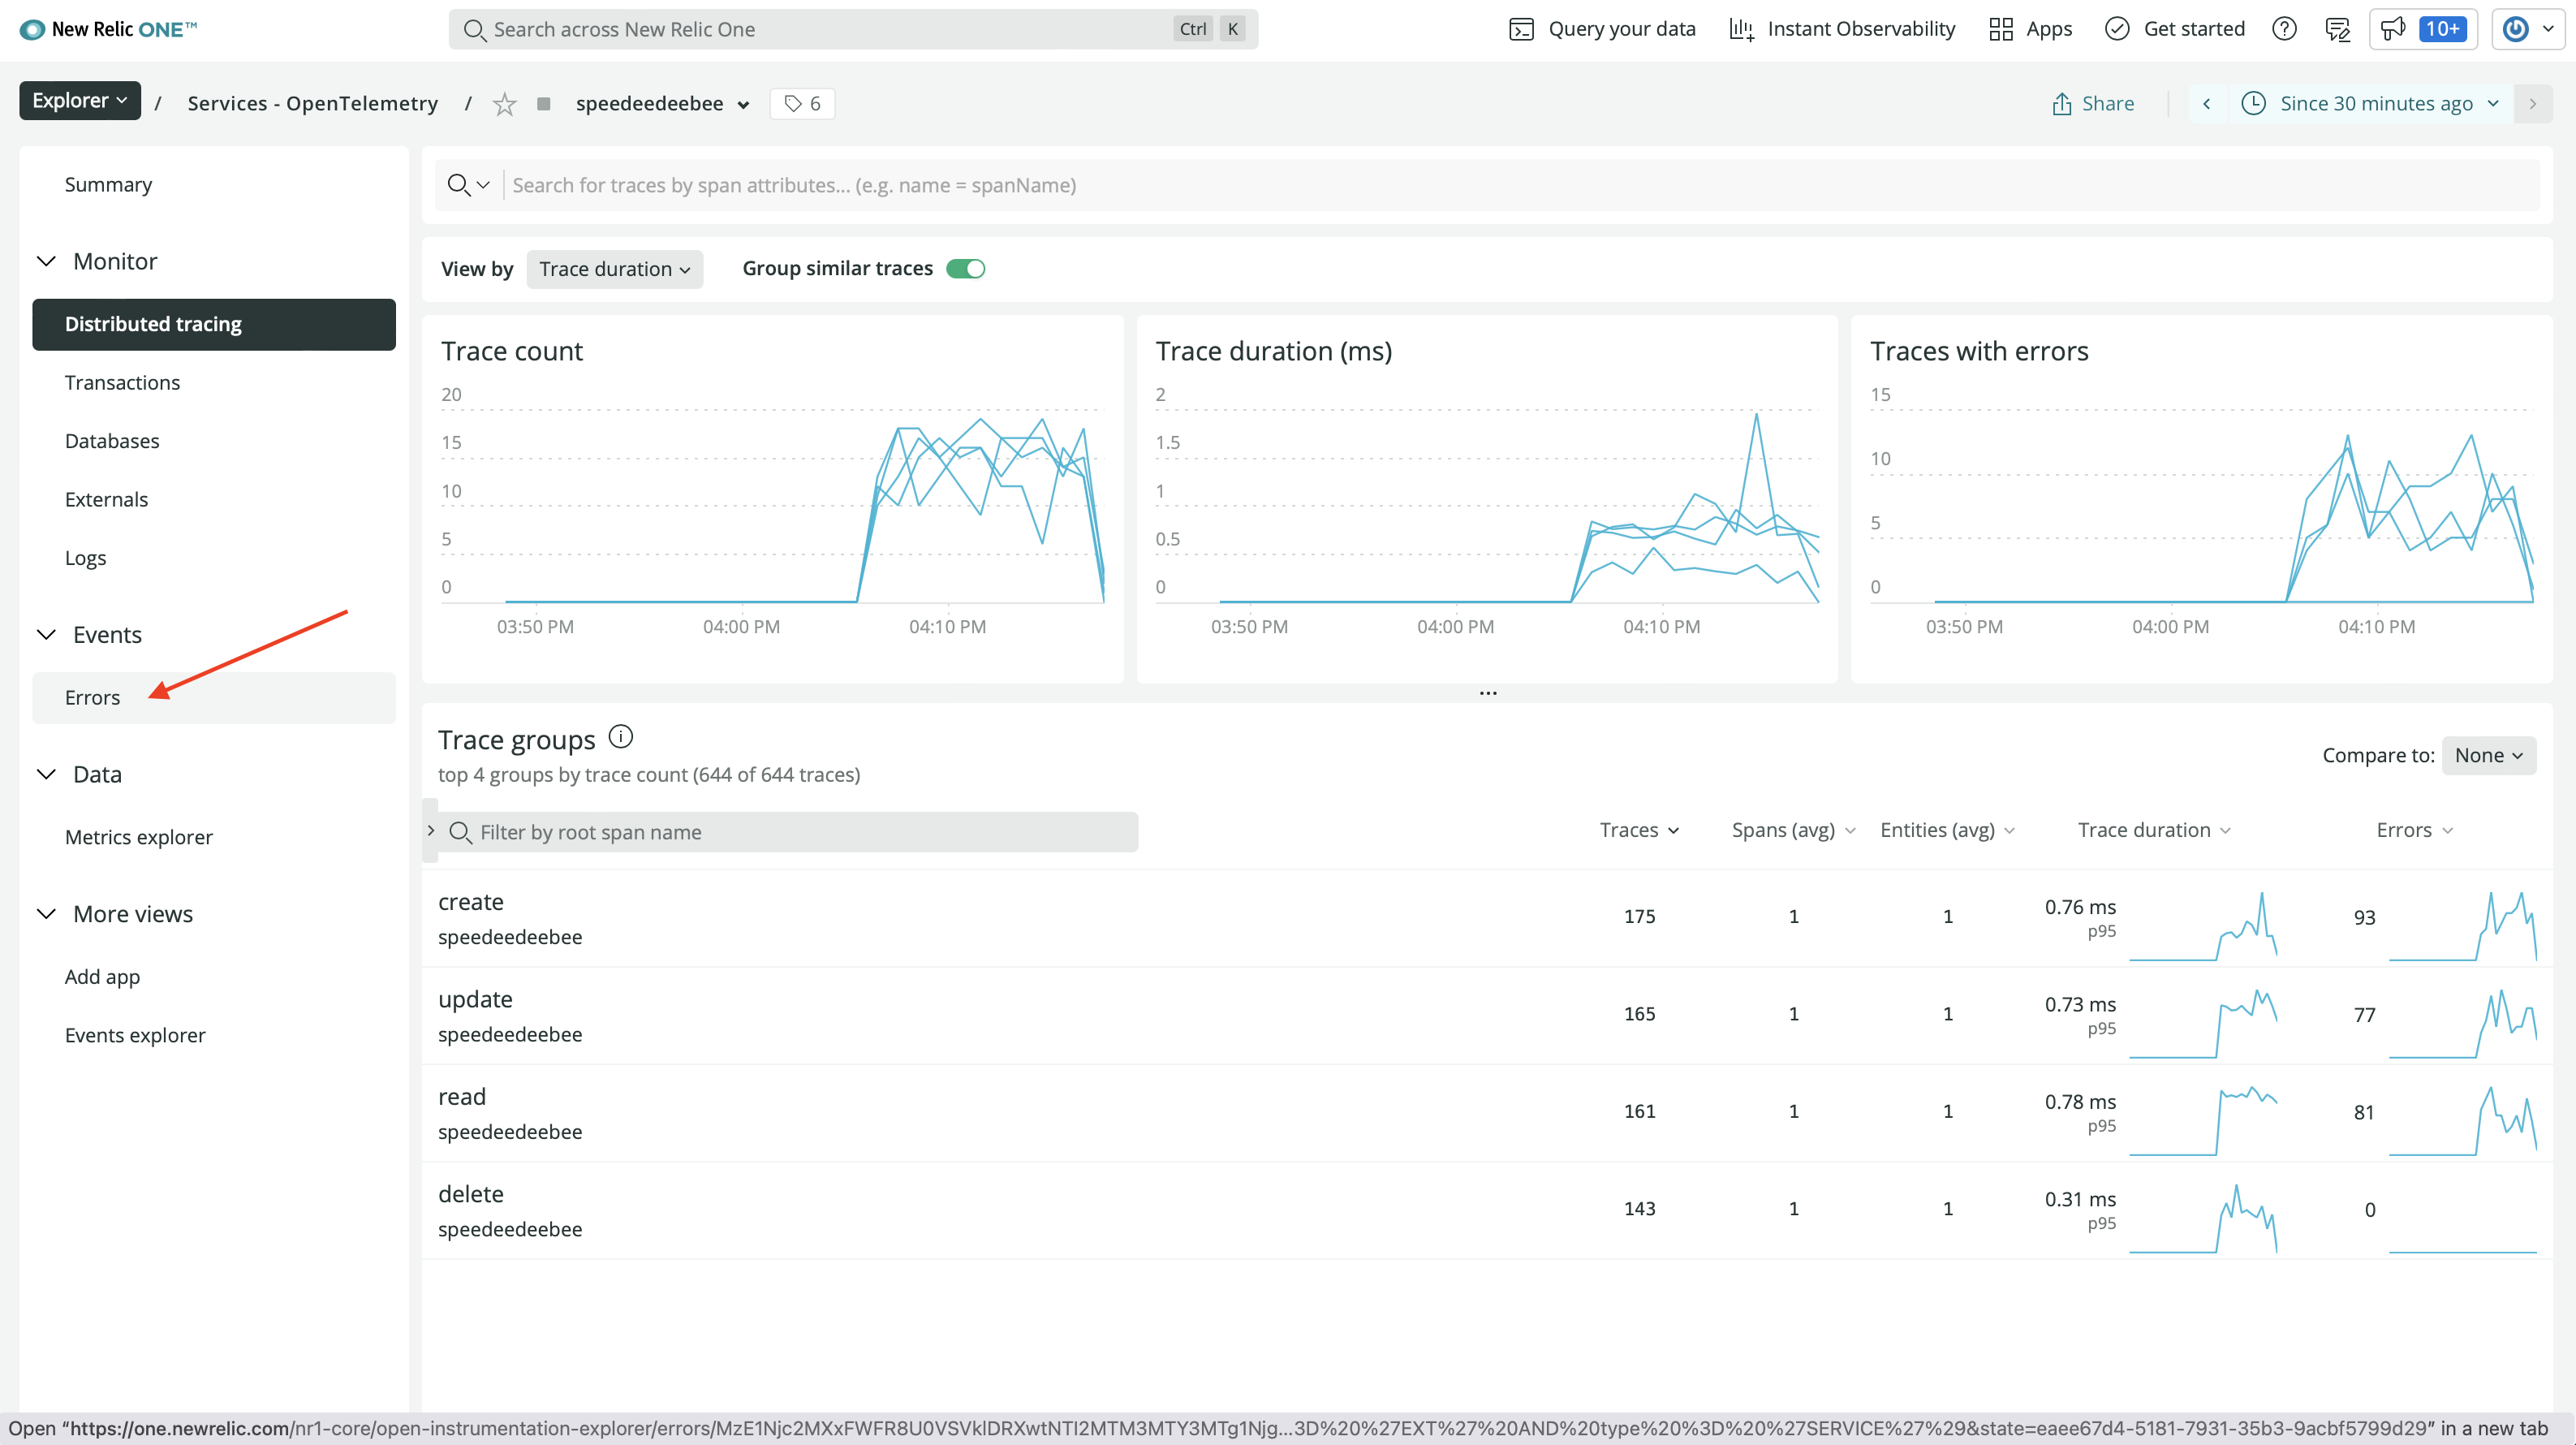 New Relic ONE™
Search across New Relic One
Ctrl K
Query your data
Instant Observability
Apps
Get started
10+
Explorer / Services - OpenTelemetry / speedeedeebee 6
Share
Since 30 minutes ago
Summary
Monitor
Distributed tracing
Transactions
Databases
Externals
Logs
Events
Errors
Data
Metrics explorer
More views
Add app
Events explorer
Search for traces by span attributes... (e.g. name = spanName)
View by Trace duration Group similar traces
Trace count
20
15
10
5
0
03:50 PM 04:00 PM 04:10 PM
Trace duration (ms)
2
1.5
1
0.5
0
03:50 PM 04:00 PM 04:10 PM
Traces with errors
15
10
5
0
03:50 PM 04:00 PM 04:10 PM
...
Trace groups
top 4 groups by trace count (644 of 644 traces)
Compare to: None
Filter by root span name
Traces Spans (avg) Entities (avg) Trace duration Errors
create
speedeedeebee
175 1 1 0.76 ms p95 93
update
speedeedeebee
165 1 1 0.73 ms p95 77
read
speedeedeebee
161 1 1 0.78 ms p95 81
delete
speedeedeebee
143 1 1 0.31 ms p95 0
Open “https://one.newrelic.com/nr1-core/open-instrumentation-explorer/errors/MzE1Njc2MXxFWFR8U0VSVklDRXwtNTI2MTM3MTY3MTg1Njg...3D%20%27EXT%27%20AND%20type%20%3D%20%27SERVICE%27%29&state=eaee67d4-5181-7931-35b3-9acbf5799d29” in a new tab